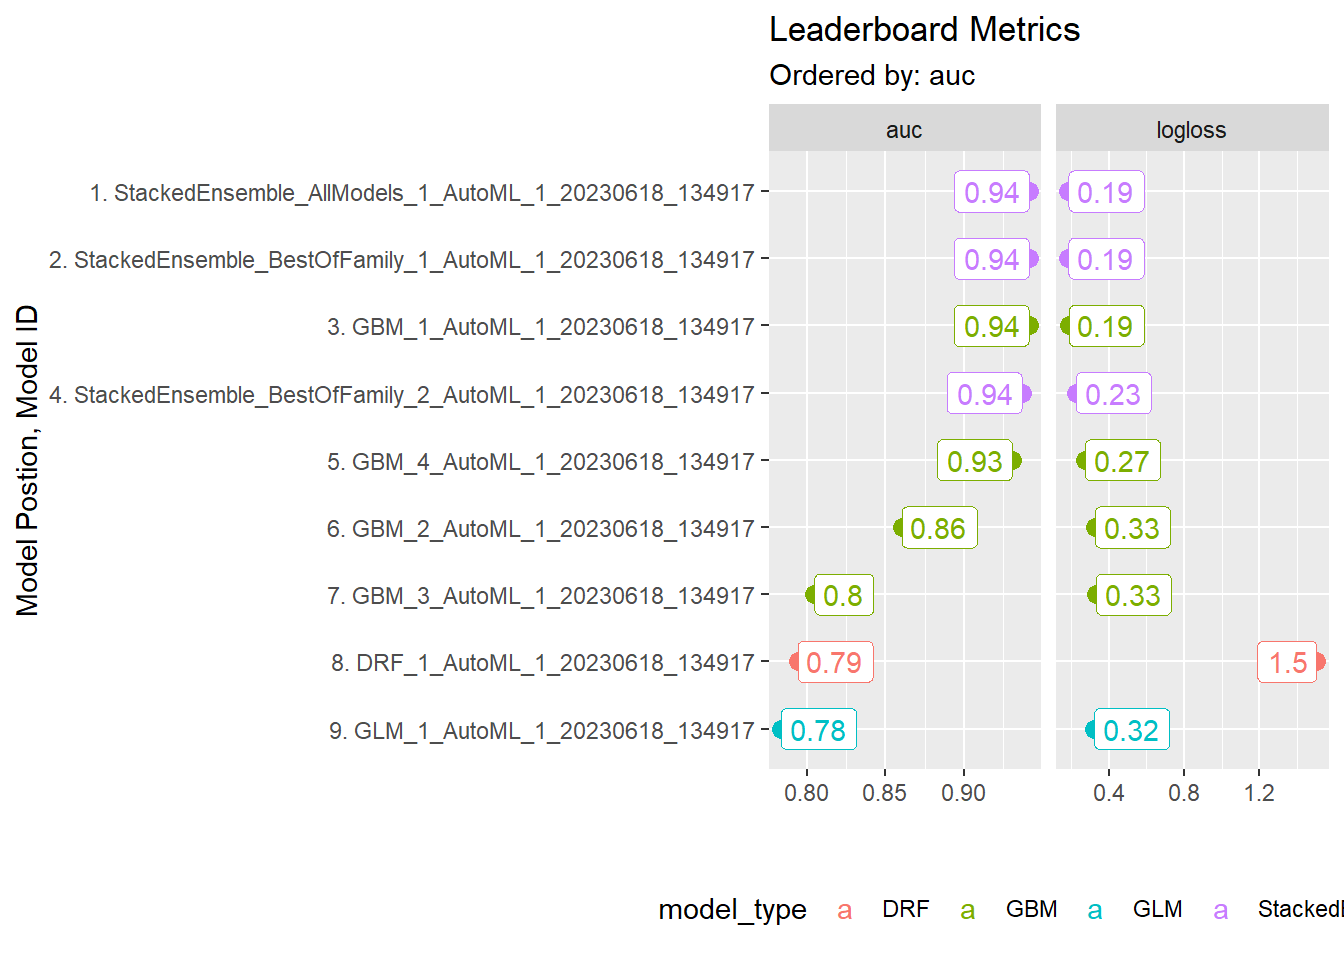 Leaderboard Metrics
Ordered by: auc
auc logloss
Model Postion, Model ID
1. StackedEnsemble_AllModels_1_AutoML_1_20230618_134917 0.94 0.19
2. StackedEnsemble_BestOfFamily_1_AutoML_1_20230618_134917 0.94 0.19
3. GBM_1_AutoML_1_20230618_134917 0.94 0.19
4. StackedEnsemble_BestOfFamily_2_AutoML_1_20230618_134917 0.94 0.23
5. GBM_4_AutoML_1_20230618_134917 0.93 0.27
6. GBM_2_AutoML_1_20230618_134917 0.86 0.33
7. GBM_3_AutoML_1_20230618_134917 0.8 0.33
8. DRF_1_AutoML_1_20230618_134917 0.79 1.5
9. GLM_1_AutoML_1_20230618_134917 0.78 0.32
0.80 0.85 0.90 0.4 0.8 1.2
model_type a DRF a GBM a GLM a